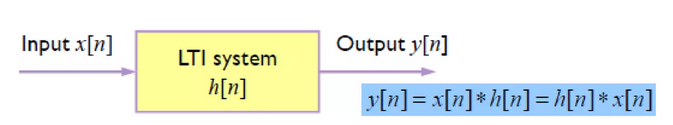 Input x[n]
LTI system
h[n]
Output y[n]
y[n] = x[n] * h[n] = h[n] * x[n]